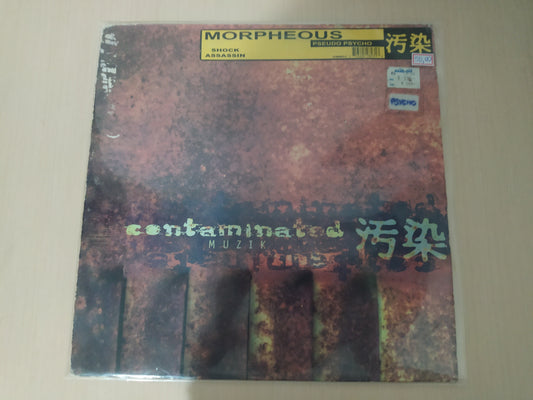 MORPHEOUS
PSEUDO PSYCHO
SHOCK
ASSASSIN
汚染
PSYCHO
contaminated
MUZIK
汚染